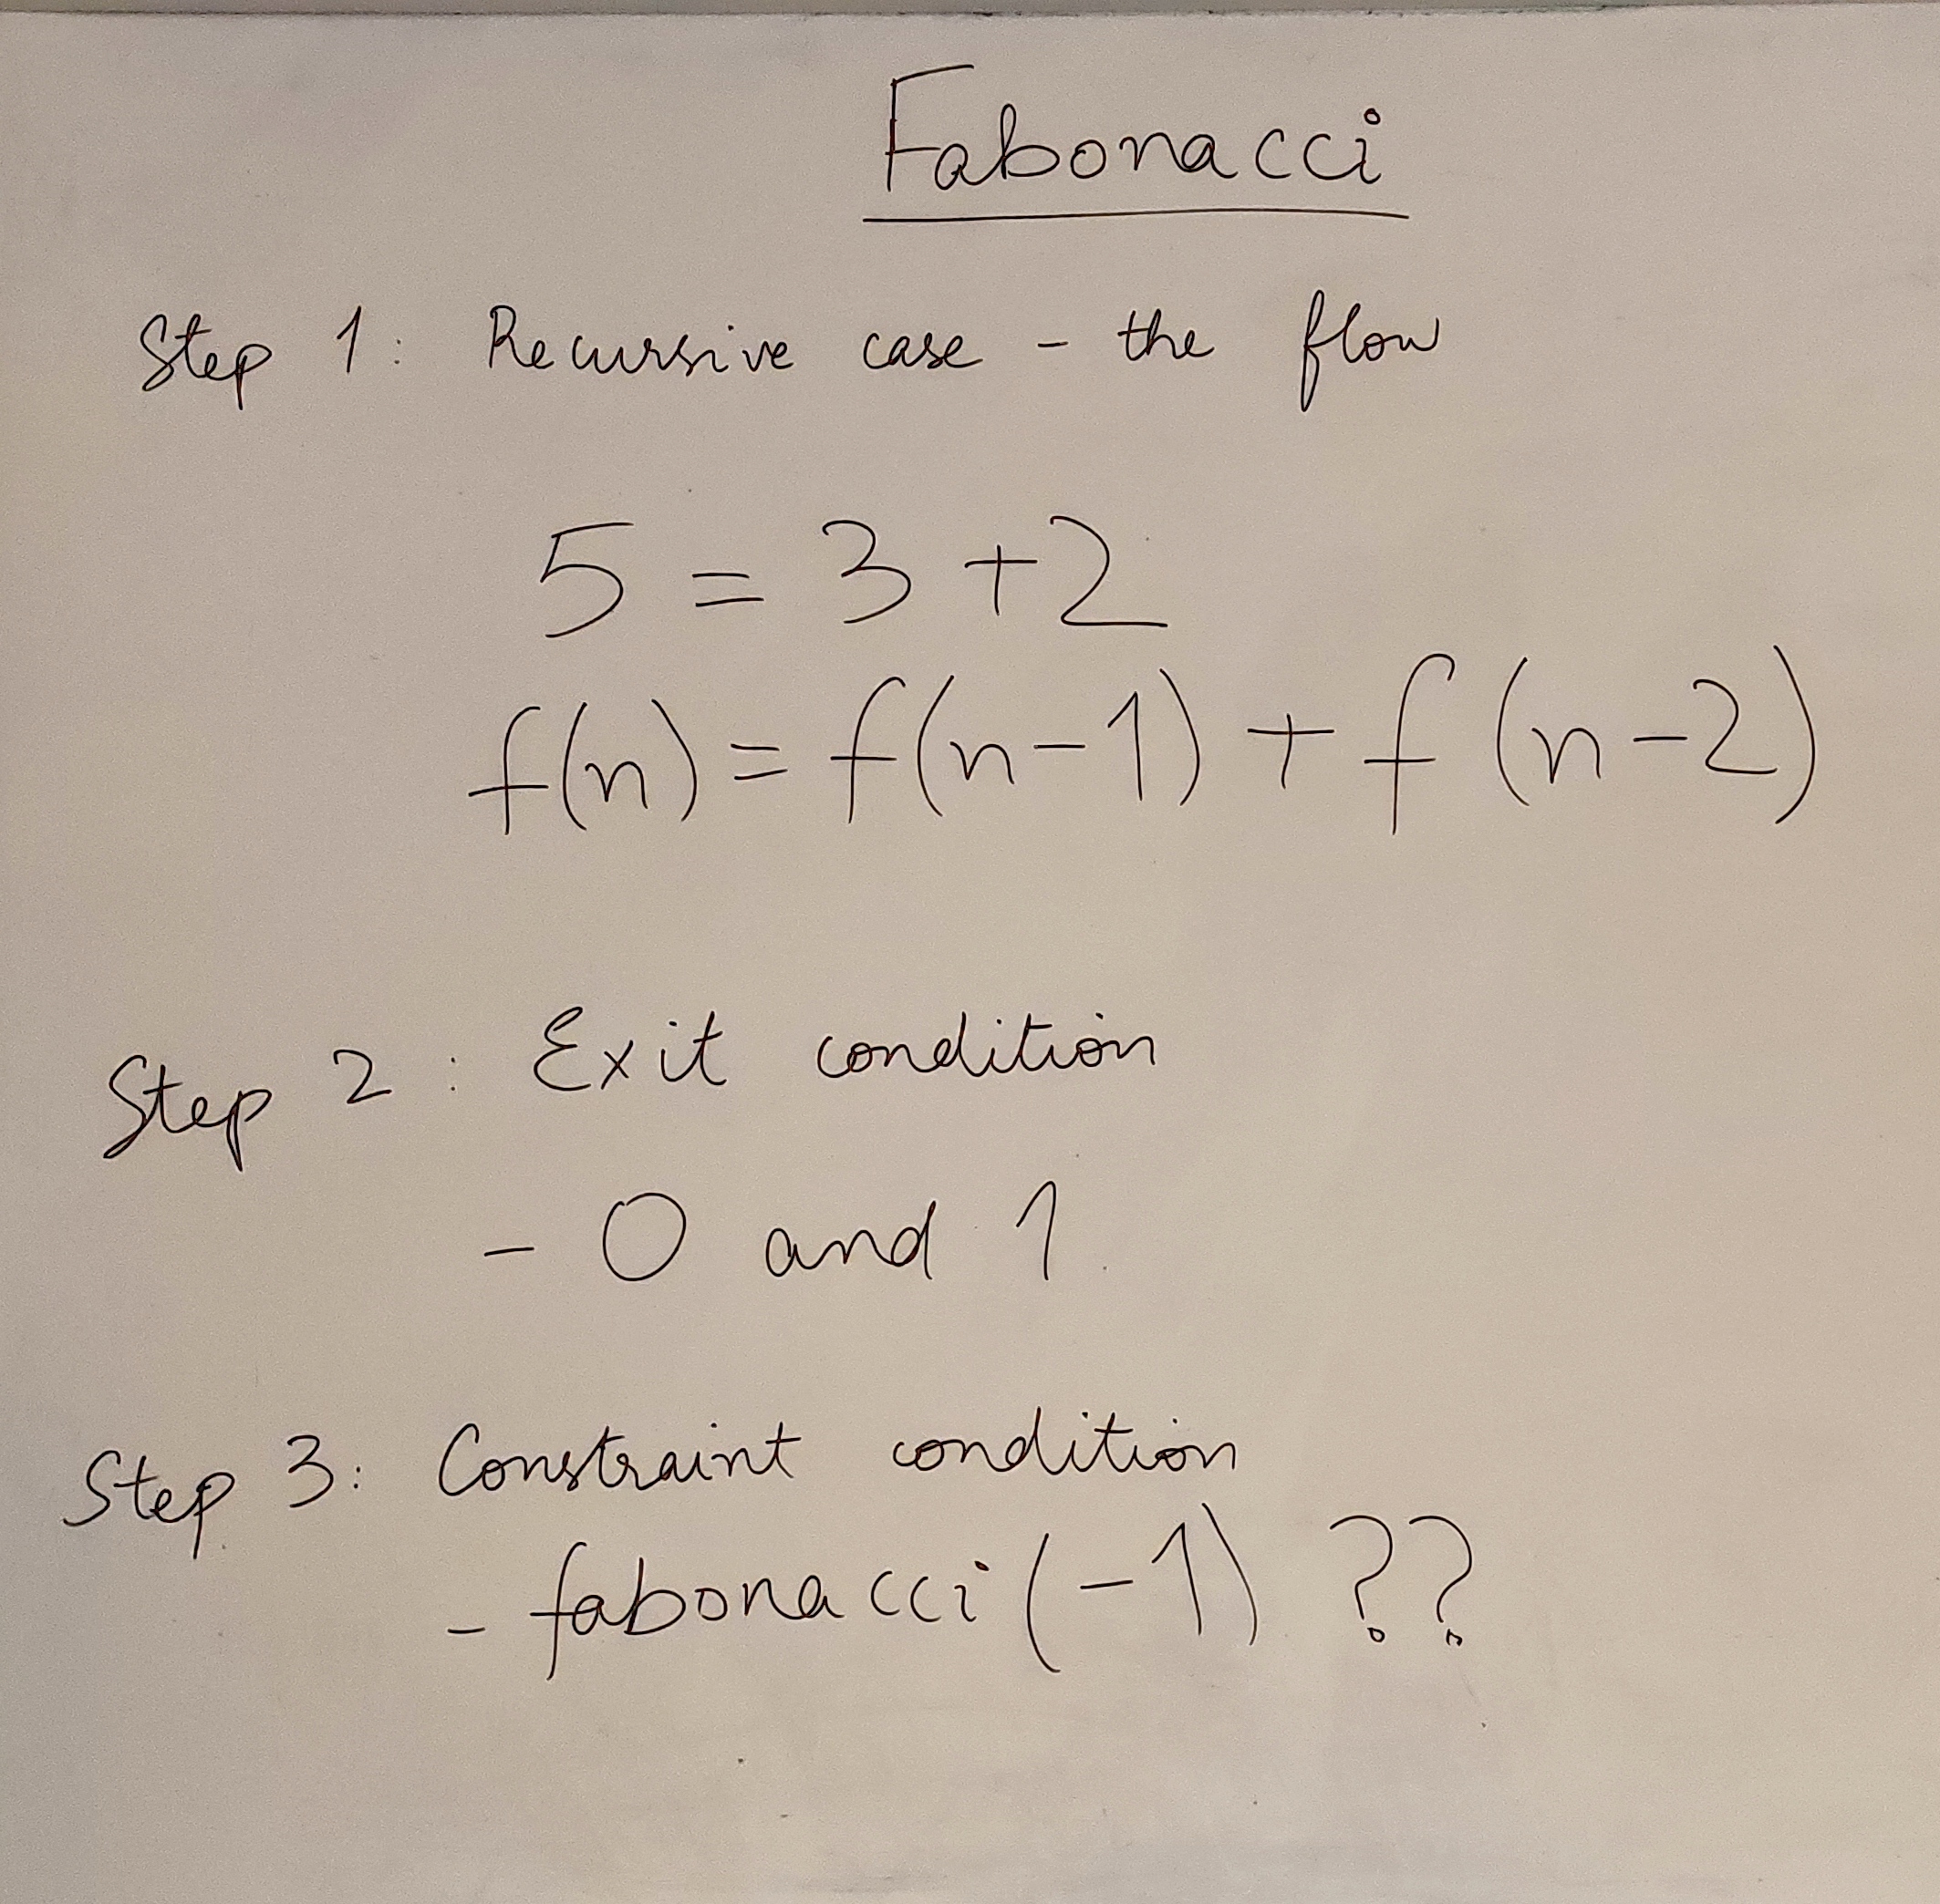 Fabonacci
Step 1: Recursive case - the flow
5 = 3 + 2
f(n) = f(n-1) + f(n-2)
Step 2: Exit condition
- 0 and 1
Step 3: Constraint condition
- fabonacci(-1) ??